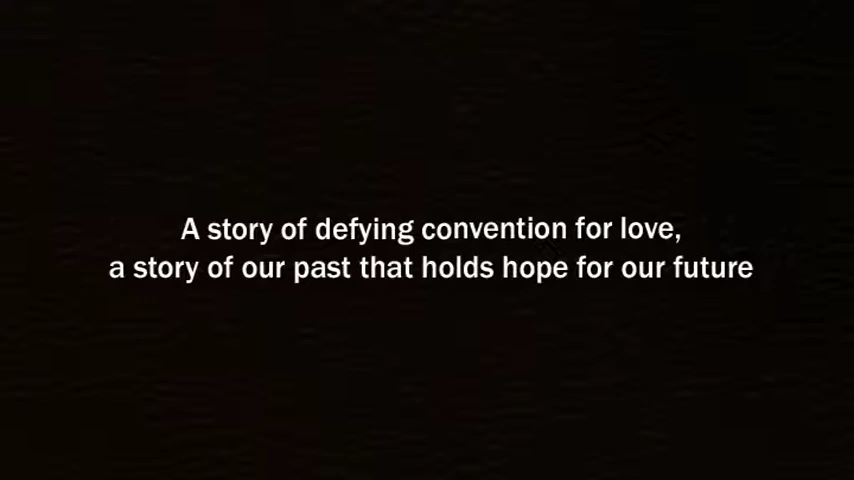 A story of defying convention for love,
a story of our past that holds hope for our future